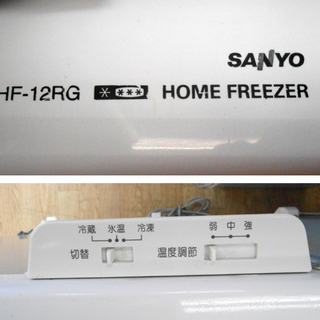 SANYO
HF-12RG HOME FREEZER
冷蔵 氷温 冷凍
弱 中 強
切替
温度調節